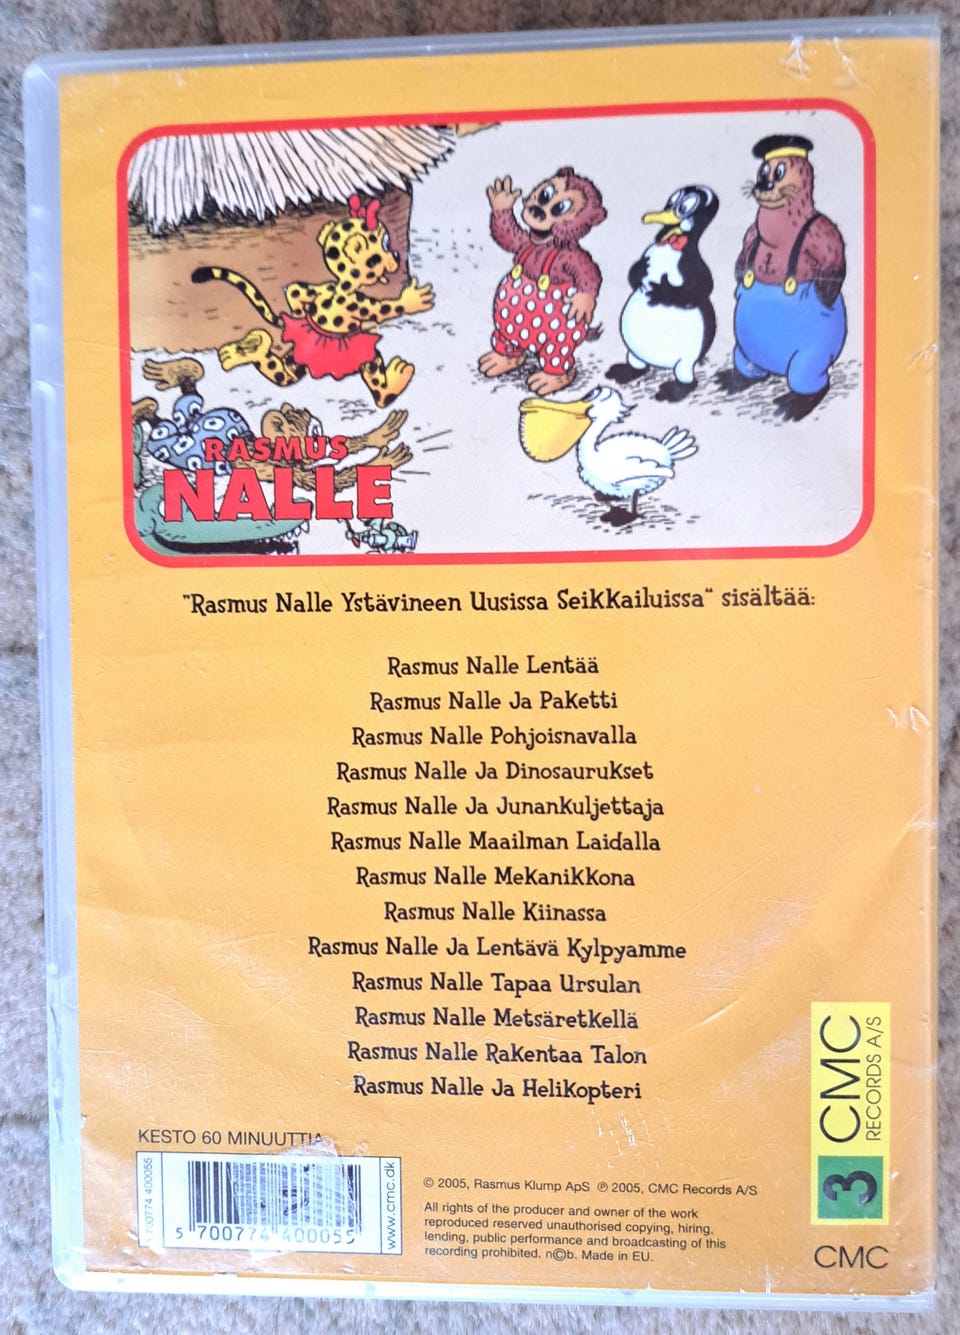 RASMUS
NALLE
"Rasmus Nalle Ystävineen Uusissa Seikkailuissa" sisältää:
Rasmus Nalle Lentää
Rasmus Nalle Ja Paketti
Rasmus Nalle Pohjoisnavalla
Rasmus Nalle Ja Dinosaurukset
Rasmus Nalle Ja Junankuljettaja
Rasmus Nalle Maailman Laidalla
Rasmus Nalle Mekanikkona
Rasmus Nalle Kiinassa
Rasmus Nalle Ja Lentävä Kylpyamme
Rasmus Nalle Tapaa Ursulan
Rasmus Nalle Metsäretkellä
Rasmus Nalle Rakentaa Talon
Rasmus Nalle Ja Helikopteri
KESTO 60 MINUUTTIA
5 700774 400055
www.cmc.dk
© 2005, Rasmus Klump ApS ℗ 2005, CMC Records A/S
All rights of the producer and owner of the work
reproduced reserved unauthorised copying, hiring,
lending, public performance and broadcasting of this
recording prohibited. n©b. Made in EU.
3 CMC
RECORDS A/S
CMC